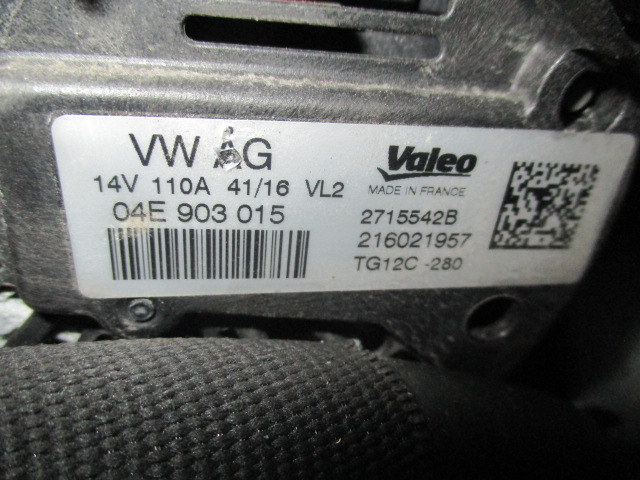 VW AG
14V 110A 41/16 VL2
04E 903 015
Valeo
MADE IN FRANCE
2715542B
216021957
TG12C -280